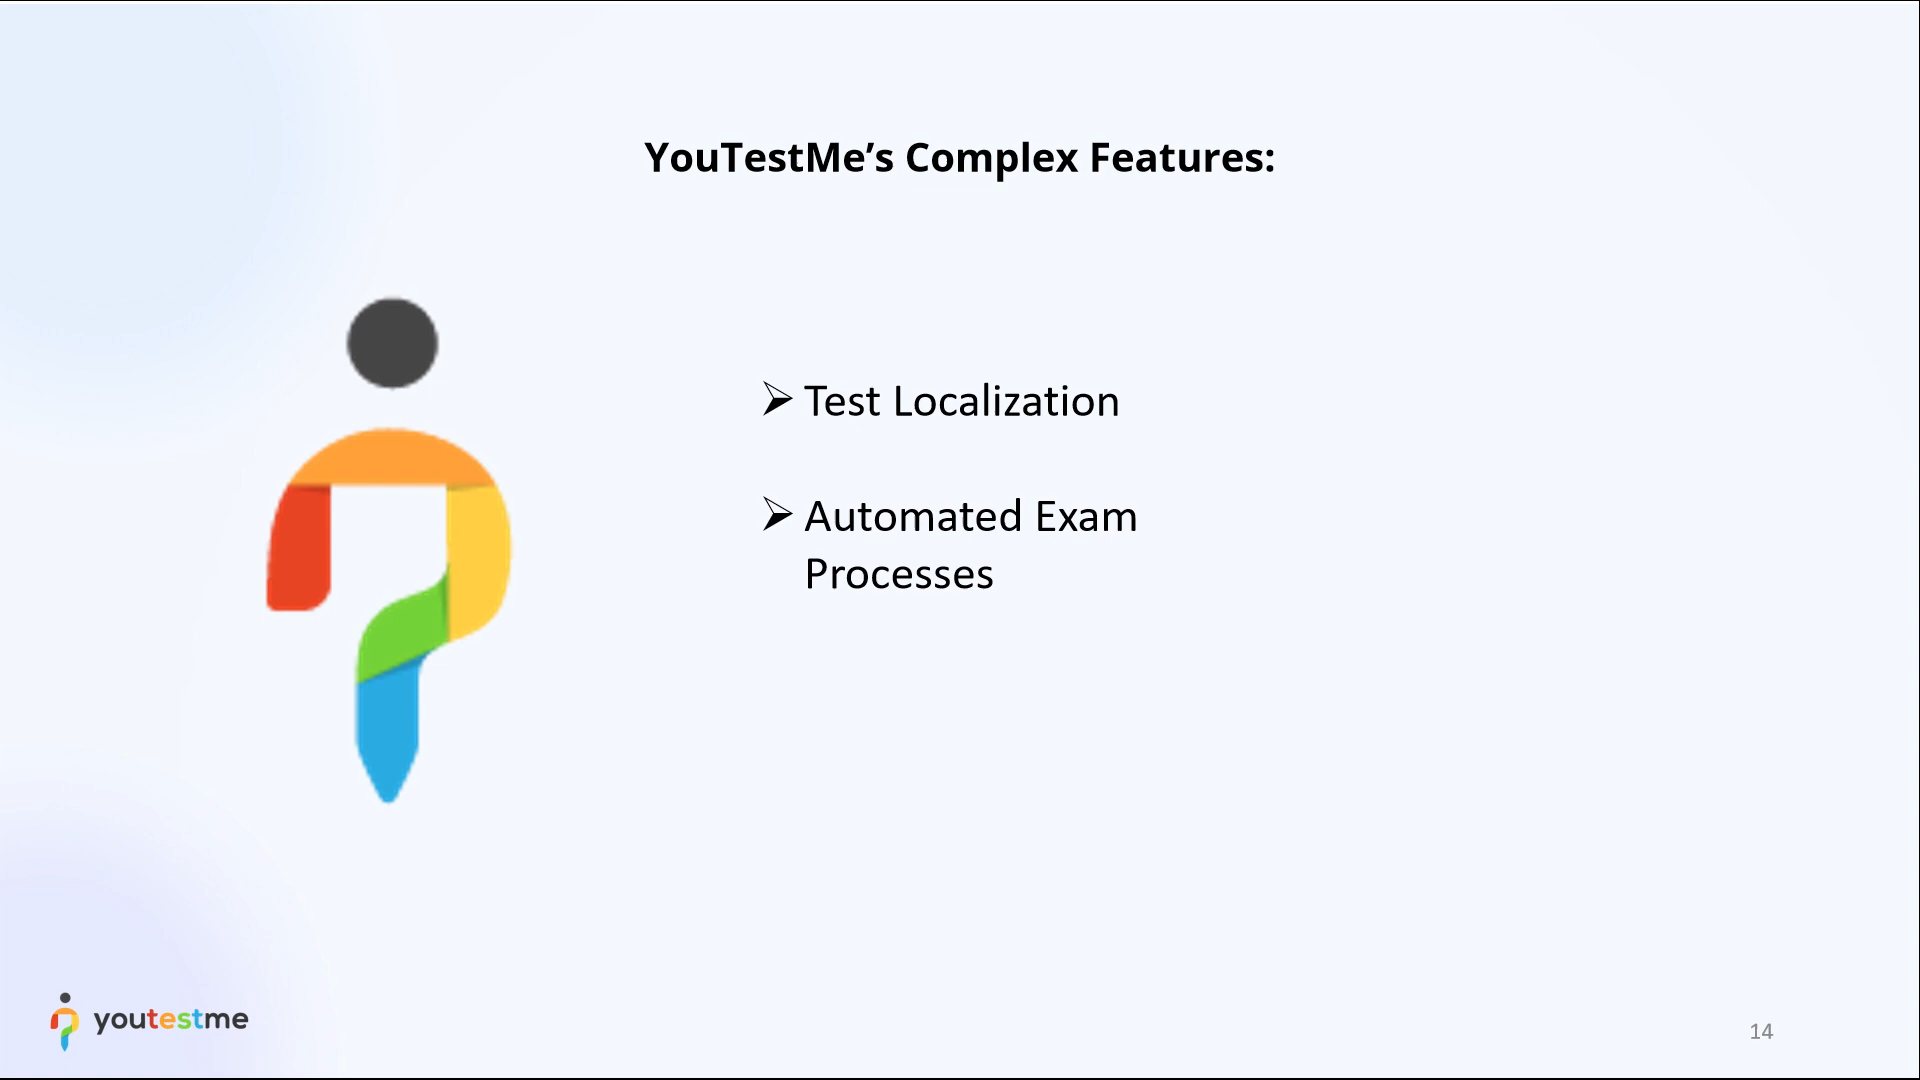 YouTestMe’s Complex Features:
➢ Test Localization
➢ Automated Exam
Processes
youtestme
14